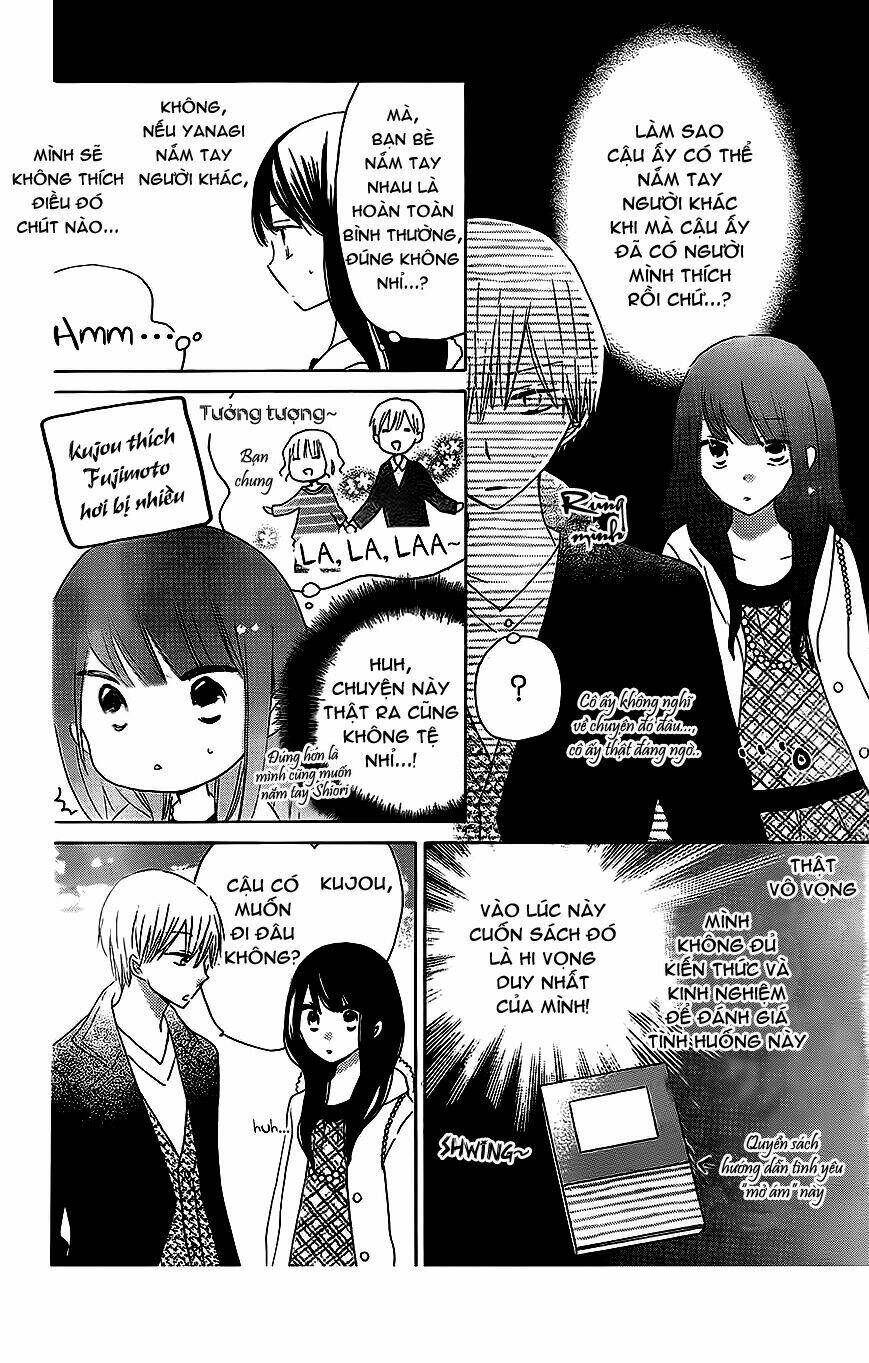 LÀM SAO
CẬU ẤY CÓ THỂ
NẮM TAY
NGƯỜI KHÁC
KHI MÀ CẬU ẤY
ĐÃ CÓ NGƯỜI
MÌNH THÍCH
RỒI CHỨ...?
Rùng
mình
?
Cô ấy không nghĩ
về chuyện đó đâu...,
cô ấy thật đáng ngờ..
MÀ,
BẠN BÈ
NẮM TAY
NHAU LÀ
HOÀN TOÀN
BÌNH THƯỜNG,
ĐÚNG KHÔNG
NHỈ...?
KHÔNG,
NẾU YANAGI
NẮM TAY
NGƯỜI KHÁC,
MÌNH SẼ
KHÔNG THÍCH
ĐIỀU ĐÓ
CHÚT NÀO...
Hmm...
Tưởng tượng~
Bạn
chung
LA, LA, LAA~
Kujou thích
Fujimoto
hơi bị nhiều
HUH,
CHUYỆN NÀY
THẬT RA CŨNG
KHÔNG TỆ
NHỈ...!
Đúng hơn là
mình cũng muốn
nắm tay Shiori
THẬT
VÔ VỌNG
MÌNH
KHÔNG ĐỦ
KIẾN THỨC VÀ
KINH NGHIỆM
ĐỂ ĐÁNH GIÁ
TÌNH HUỐNG NÀY
VÀO LÚC NÀY
CUỐN SÁCH ĐÓ
LÀ HI VỌNG
DUY NHẤT
CỦA MÌNH!
SHWING~
Quyển sách
hướng dẫn tình yêu
"mờ ám" này
KUJOU,
CẬU CÓ
MUỐN
ĐI ĐÂU
KHÔNG?
huh...